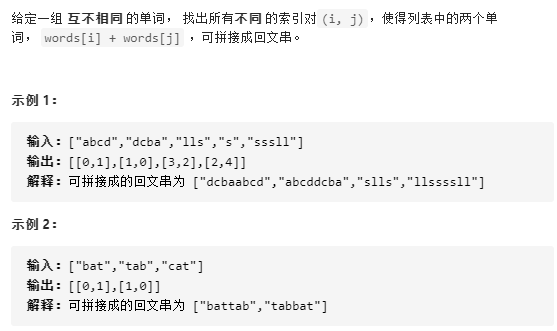 给定一组 互不相同 的单词， 找出所有不同 的索引对 (i, j)，使得列表中的两个单
词， words[i] + words[j] ，可拼接成回文串。
示例 1：
输入：["abcd","dcba","lls","s","sssll"]
输出：[[0,1],[1,0],[3,2],[2,4]]
解释：可拼接成的回文串为 ["dcbaabcd","abcddcba","slls","llssssll"]
示例 2：
输入：["bat","tab","cat"]
输出：[[0,1],[1,0]]
解释：可拼接成的回文串为 ["battab","tabbat"]